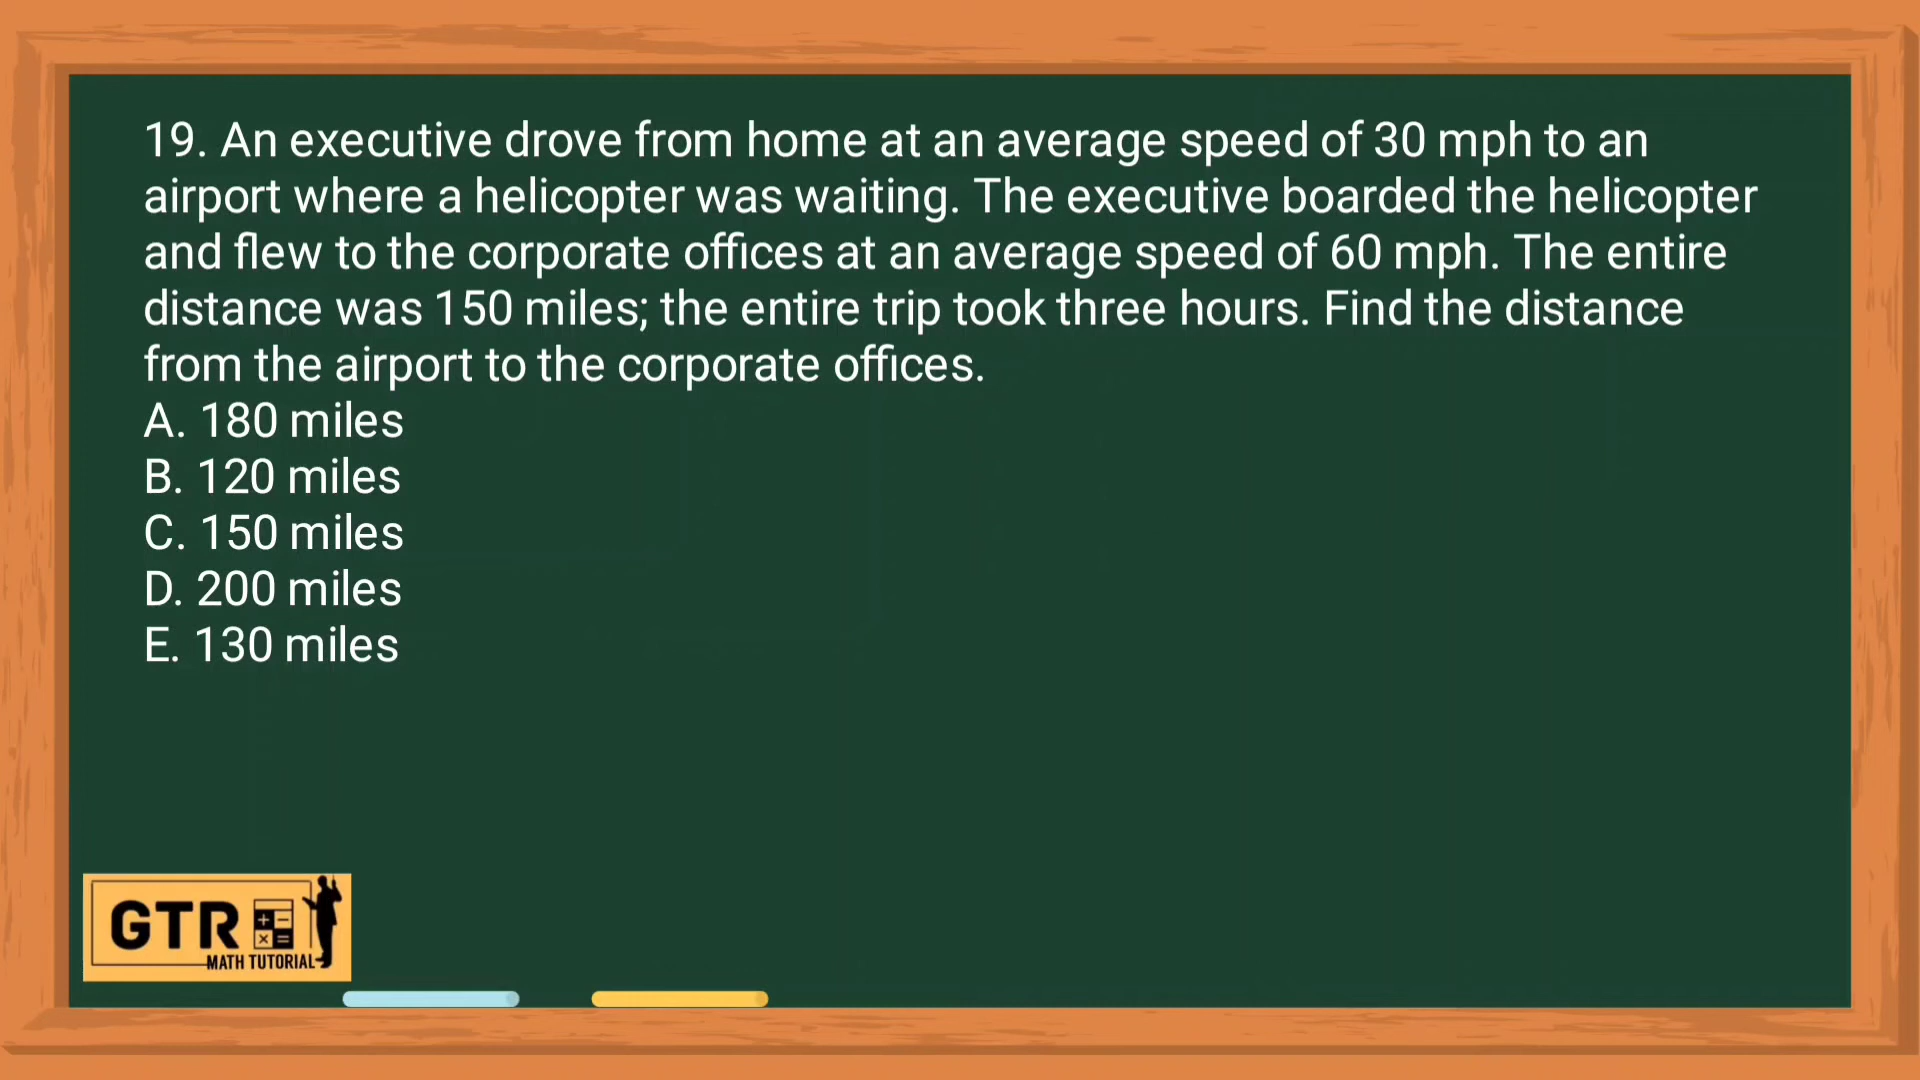 19. An executive drove from home at an average speed of 30 mph to an
airport where a helicopter was waiting. The executive boarded the helicopter
and flew to the corporate offices at an average speed of 60 mph. The entire
distance was 150 miles; the entire trip took three hours. Find the distance
from the airport to the corporate offices.
A. 180 miles
B. 120 miles
C. 150 miles
D. 200 miles
E. 130 miles
GTR
MATH TUTORIAL